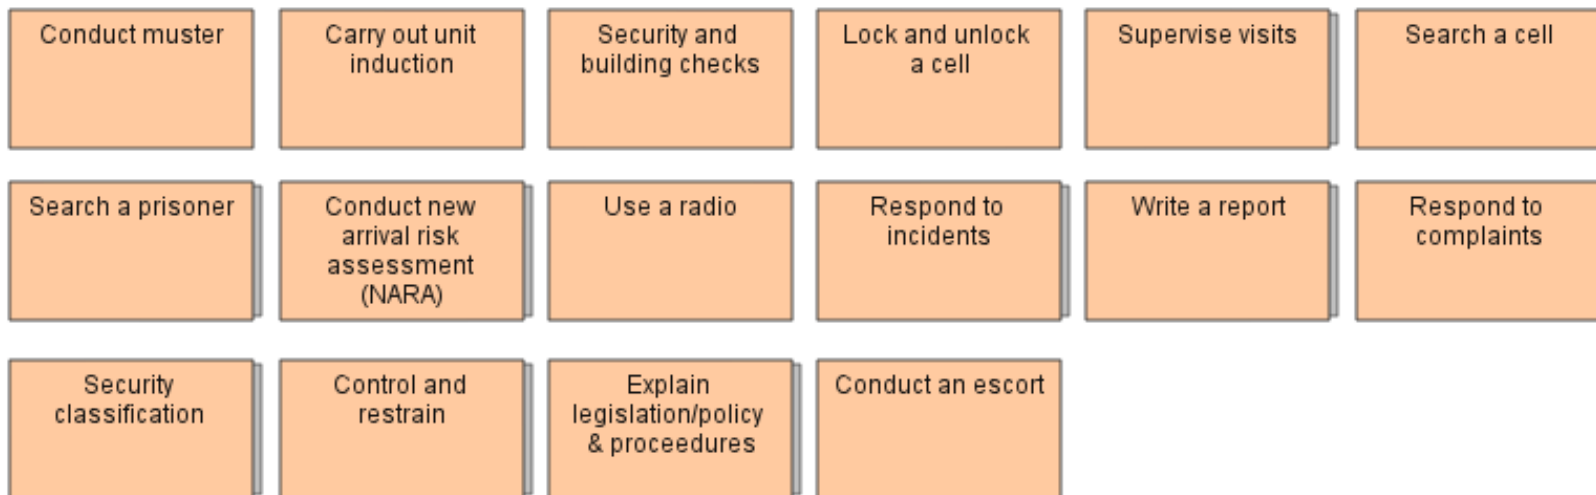 Conduct muster
Carry out unit
induction
Security and
building checks
Lock and unlock
a cell
Supervise visits
Search a cell
Search a prisoner
Conduct new
arrival risk
assessment
(NARA)
Use a radio
Respond to
incidents
Write a report
Respond to
complaints
Security
classification
Control and
restrain
Explain
legislation/policy
& proceedures
Conduct an escort